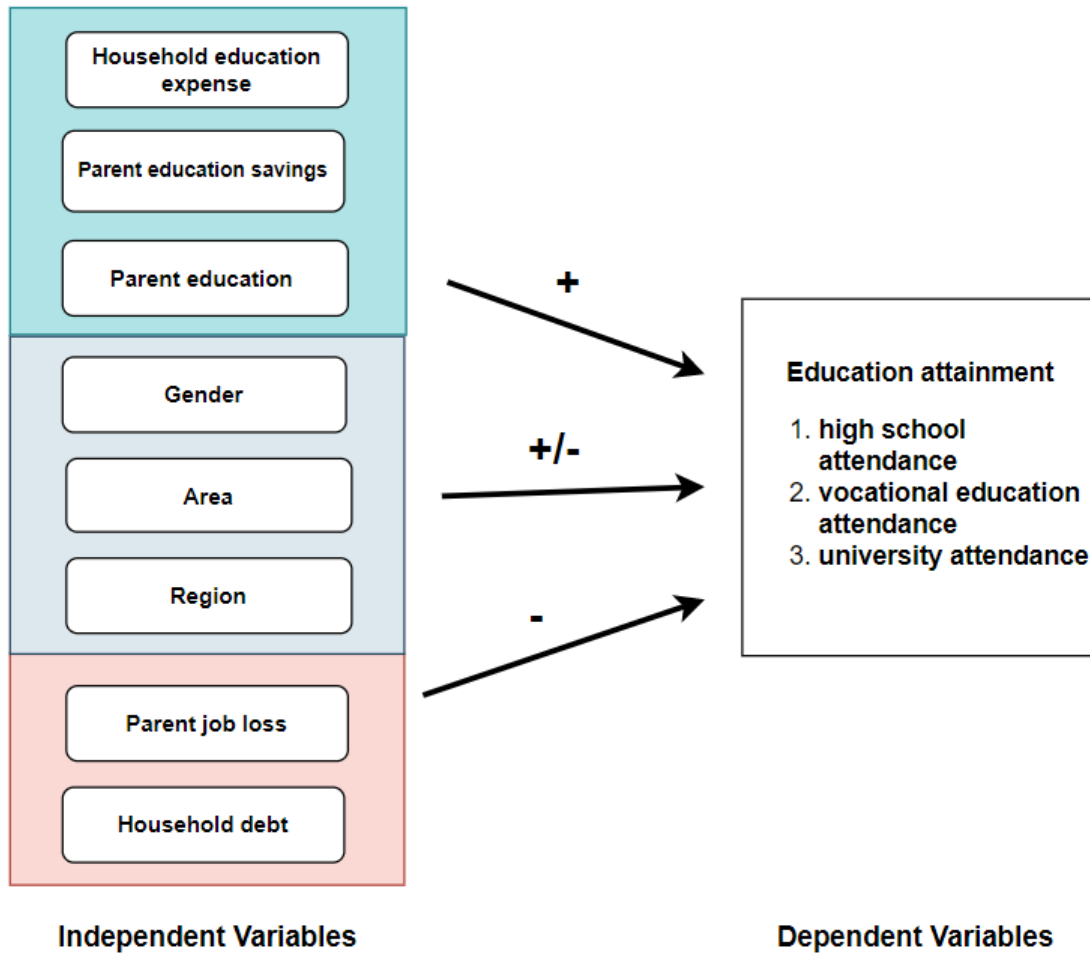 Household education
expense
Parent education savings
Parent education
Gender
Area
Region
Parent job loss
Household debt
+
+/-
-
Education attainment
1. high school
attendance
2. vocational education
attendance
3. university attendance
Independent Variables
Dependent Variables